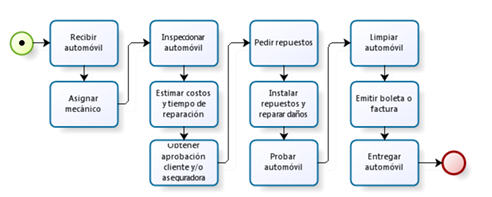 Recibir
automóvil
Asignar
mecánico
Inspeccionar
automóvil
Estimar costos
y tiempo de
reparación
Obtener
aprobación
cliente y/o
aseguradora
Pedir repuestos
Instalar
repuestos y
reparar daños
Probar
automóvil
Limpiar
automóvil
Emitir boleta o
factura
Entregar
automóvil